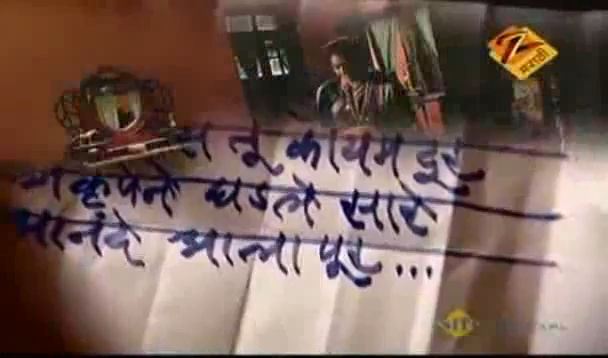 मराठी
तू कायम दूर
कृपेने घडले सारे
आनंदे आला पूर...